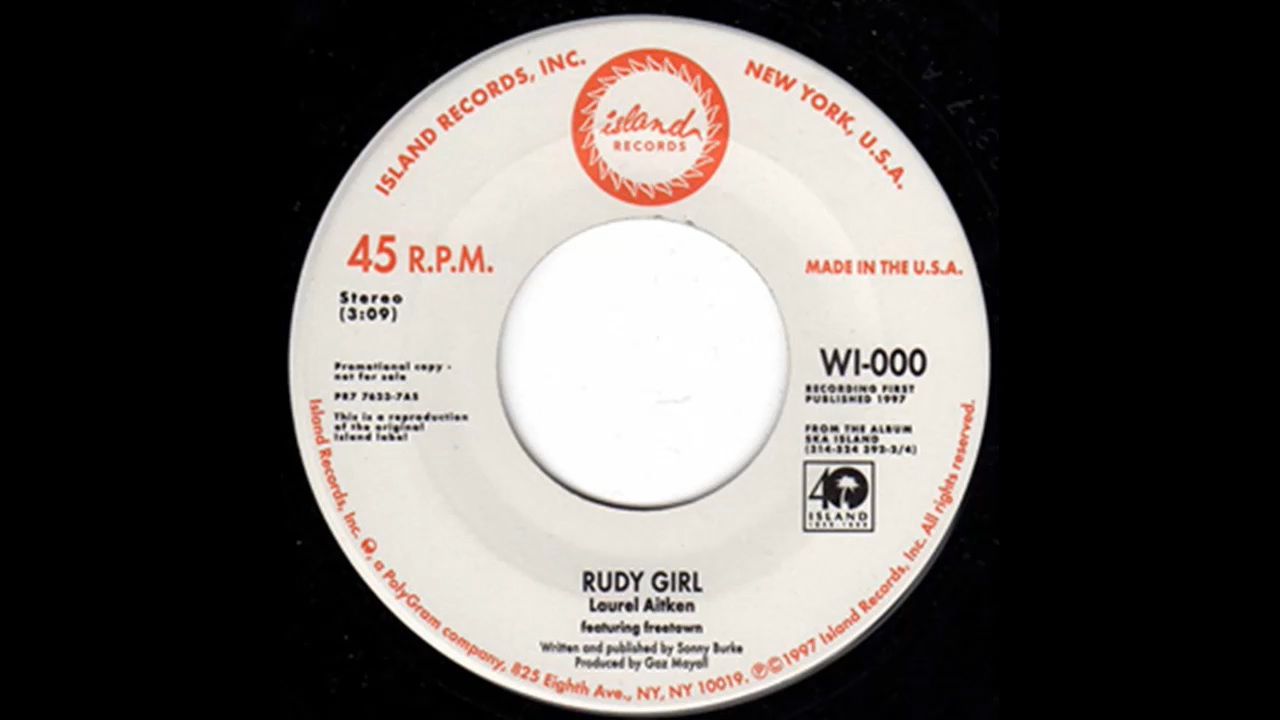 ISLAND RECORDS, INC.
NEW YORK, U.S.A.
island
RECORDS
45 R.P.M.
MADE IN THE U.S.A.
Stereo
(3:09)
WI-000
Promotional copy -
not for sale
RECORDING FIRST
PUBLISHED 1997
PR7 7633-7AS
This is a reproduction
of the original
Island label
FROM THE ALBUM
SKA ISLAND
40
ISLAND
RUDY GIRL
Laurel Aitken
featuring freetown
Written and published by Sonny Burke
Produced by Gaz Mayall
Island Records, Inc. , a PolyGram company, 825 Eighth Ave., NY, NY 10019. ℗©1997 Island Records, Inc. All rights reserved.